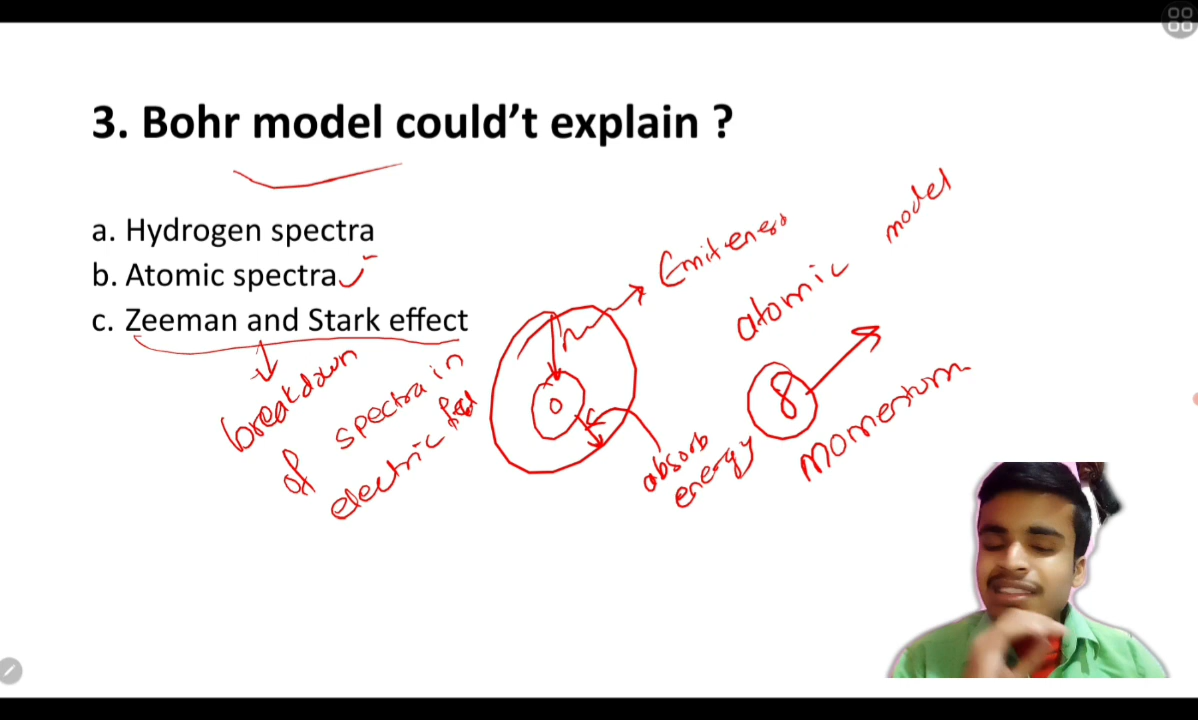 3. Bohr model could't explain ?
a. Hydrogen spectra
b. Atomic spectra
c. Zeeman and Stark effect
breakdown
of spectra in
electric
absorb
energy
atomic model
8
momentum